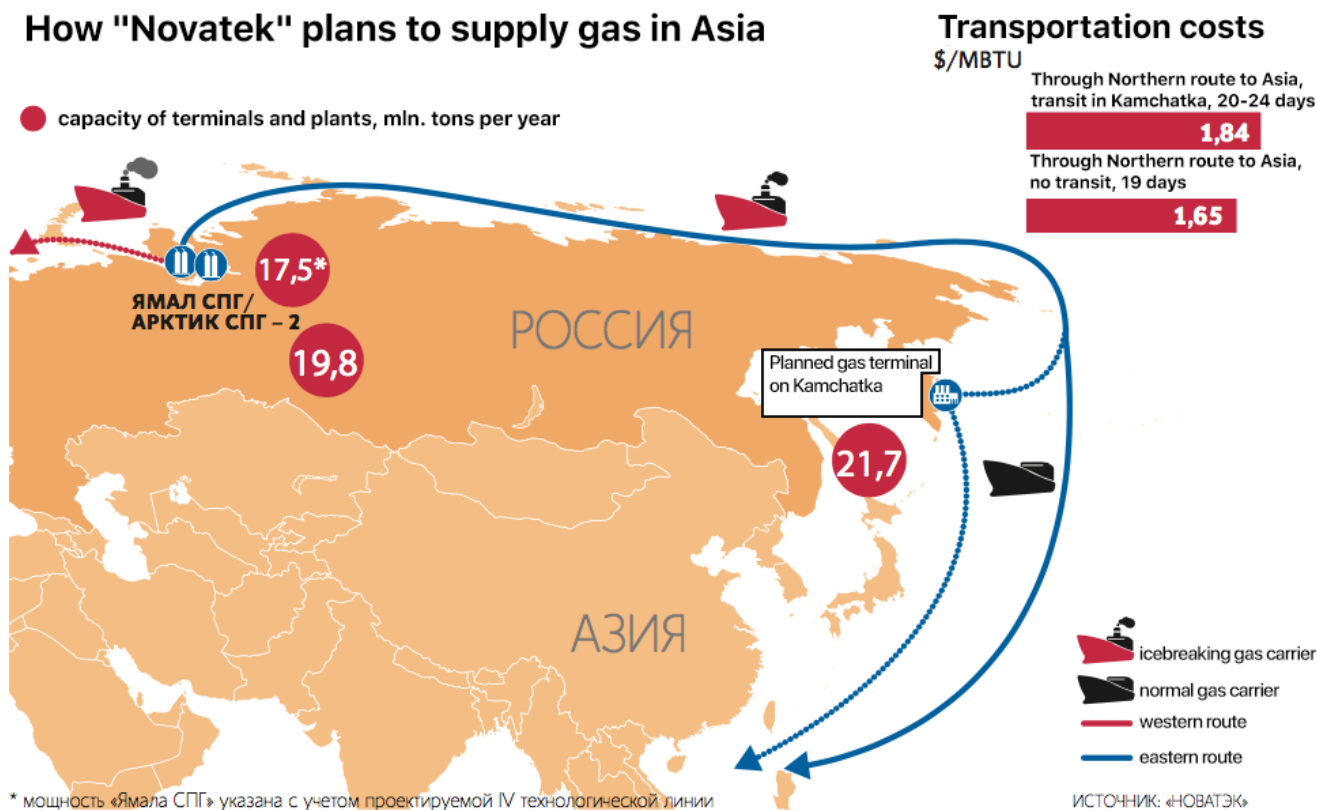 How "Novatek" plans to supply gas in Asia
Transportation costs
$/MBTU
Through Northern route to Asia,
transit in Kamchatka, 20-24 days
1,84
Through Northern route to Asia,
no transit, 19 days
1,65
capacity of terminals and plants, mln. tons per year
17,5*
ЯМАЛ СПГ/
АРКТИК СПГ – 2
19,8
РОССИЯ
Planned gas terminal
on Kamchatka
21,7
АЗИЯ
icebreaking gas carrier
normal gas carrier
western route
eastern route
* мощность «Ямала СПГ» указана с учетом проектируемой IV технологической линии
ИСТОЧНИК: «НОВАТЭК»